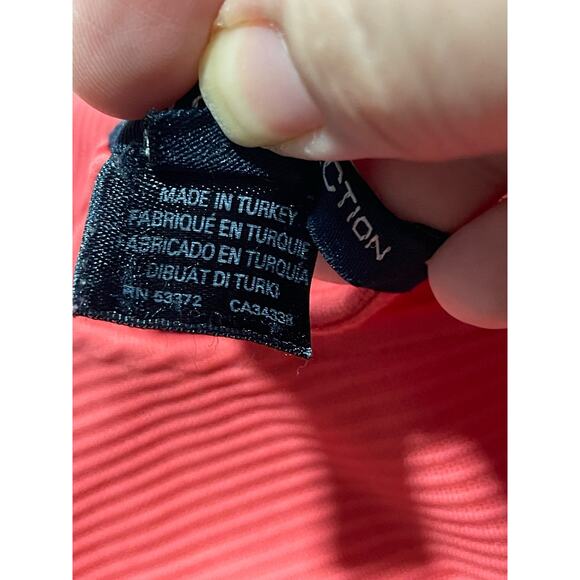 MADE IN TURKEY
FABRIQUÉ EN TURQUIE
FABRICADO EN TURQUÍA
DIBUAT DI TURKI
RN 53372 CA34338
CTION